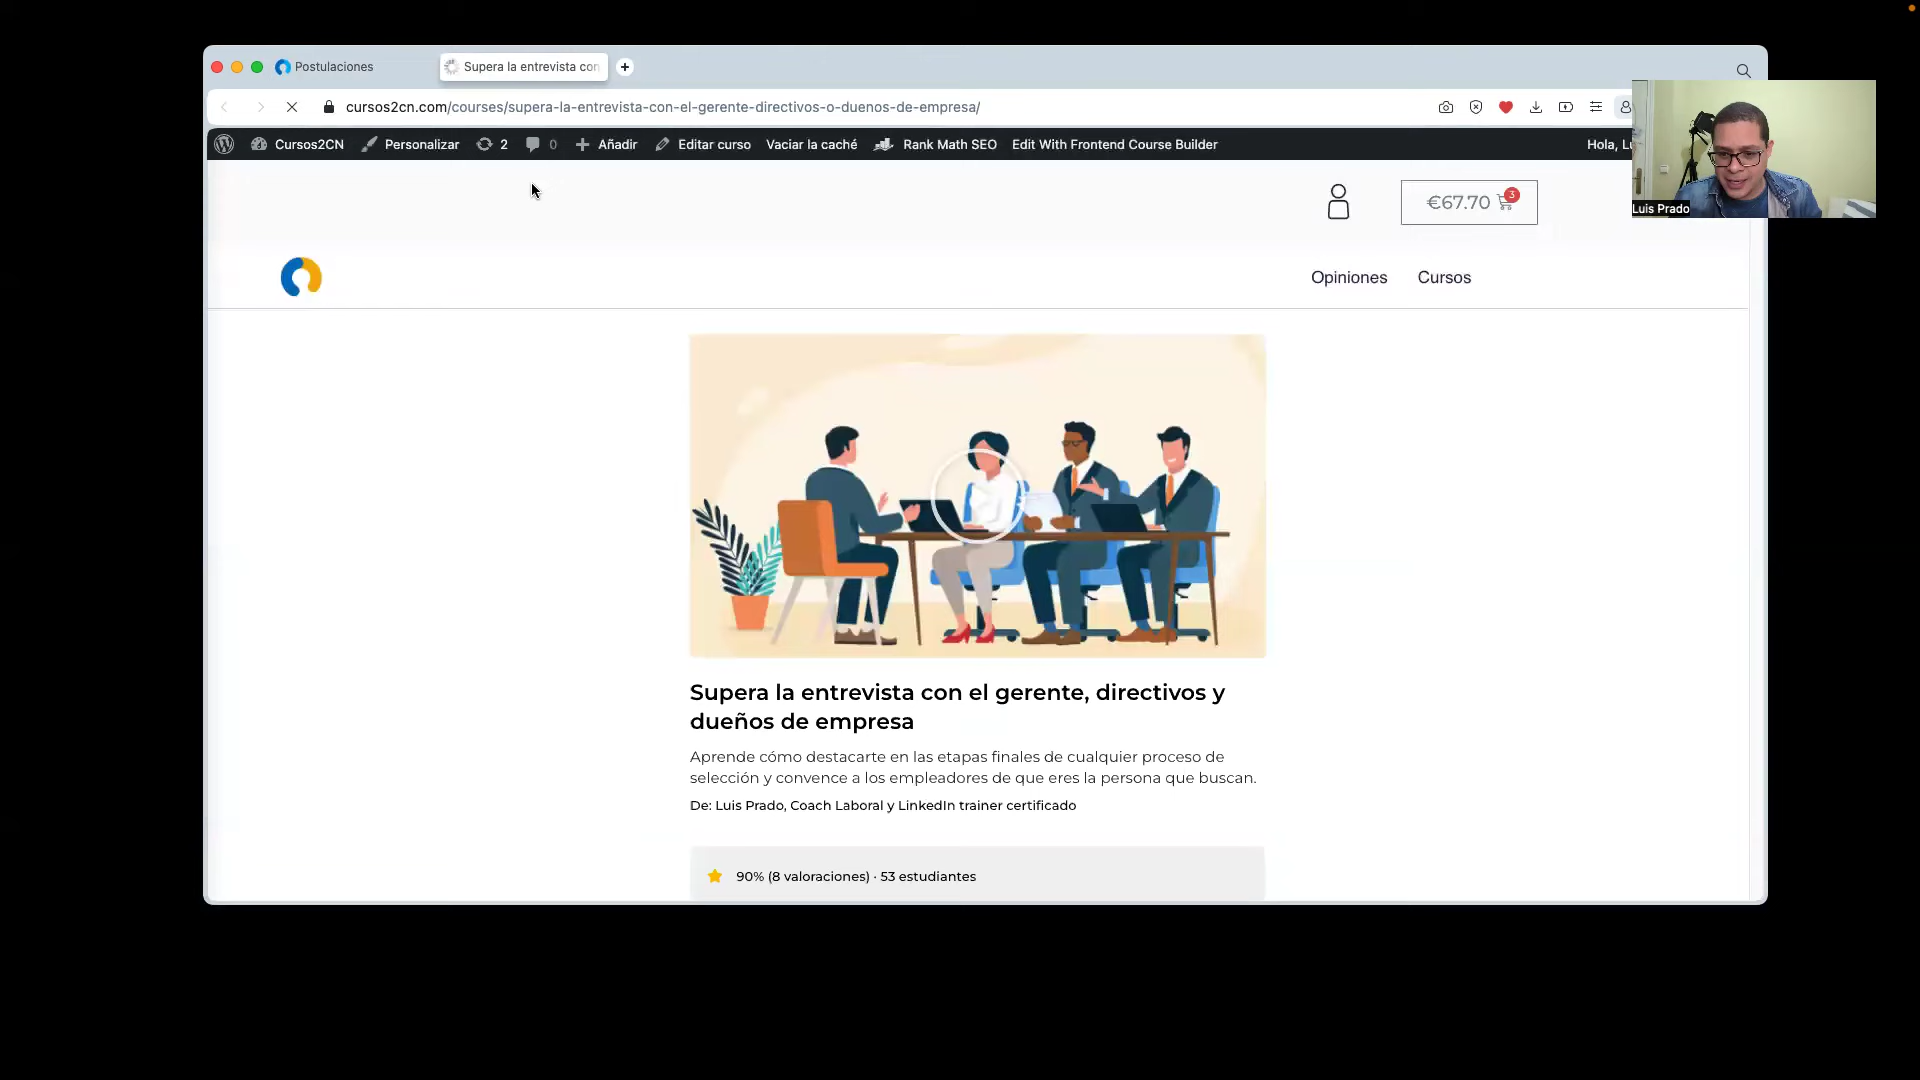 Postulaciones
Supera la entrevista con
cursos2cn.com/courses/supera-la-entrevista-con-el-gerente-directivos-o-duenos-de-empresa/
Cursos2CN Personalizar 2 0 Añadir Editar curso Vaciar la caché Rank Math SEO Edit With Frontend Course Builder Hola,
€67.70 3
Luis Prado
Opiniones Cursos
Supera la entrevista con el gerente, directivos y
dueños de empresa
Aprende cómo destacarte en las etapas finales de cualquier proceso de
selección y convence a los empleadores de que eres la persona que buscan.
De: Luis Prado, Coach Laboral y LinkedIn trainer certificado
90% (8 valoraciones) · 53 estudiantes